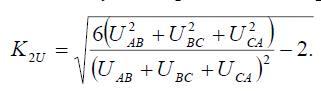 K_{2U} = \sqrt{\frac{6(U_{AB}^2 + U_{BC}^2 + U_{CA}^2)}{(U_{AB} + U_{BC} + U_{CA})^2} - 2.}